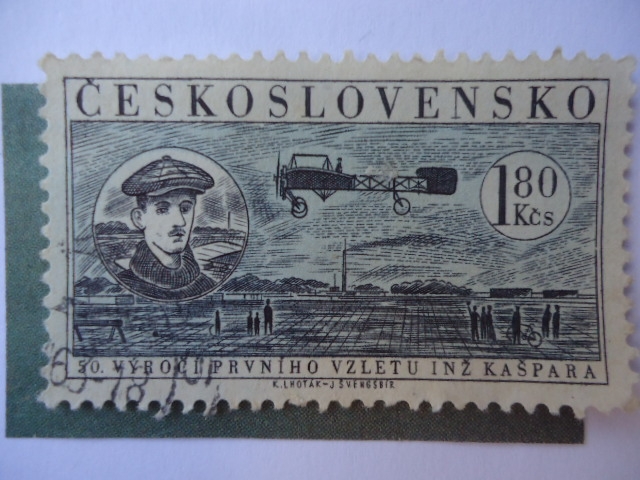 ČESKOSLOVENSKO
1 80
Kčs
50. VÝROČÍ PRVNÍHO VZLETU INŽ KAŠPARA
K. LHOTÁK-J. ŠVENGSBÍR